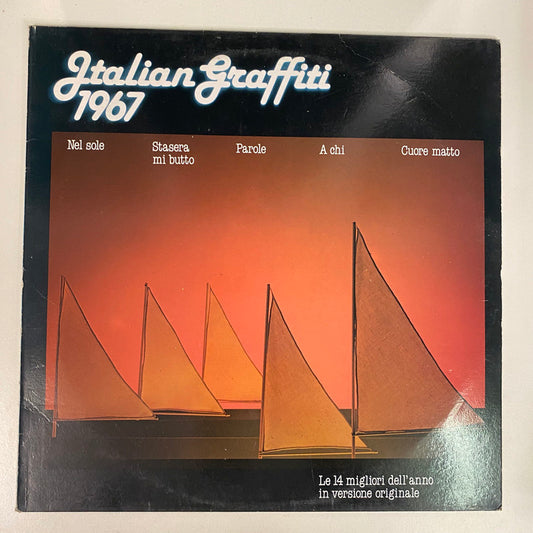 Italian Graffiti
1967
Nel sole
Stasera
mi butto
Parole
A chi
Cuore matto
Le 14 migliori dell'anno
in versione originale